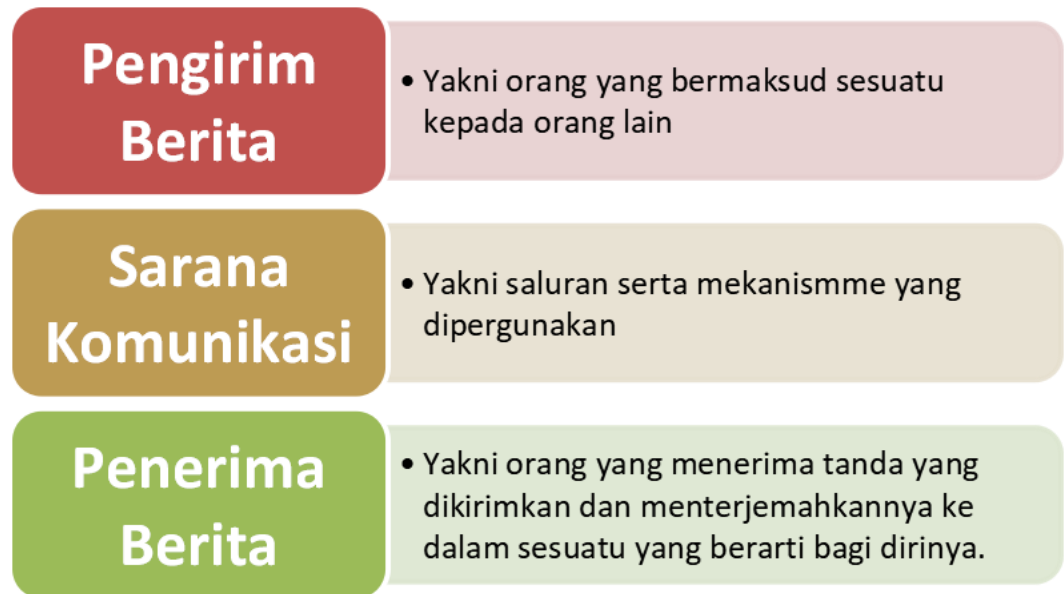 Pengirim
Berita
• Yakni orang yang bermaksud sesuatu
kepada orang lain
Sarana
Komunikasi
• Yakni saluran serta mekanismme yang
dipergunakan
Penerima
Berita
• Yakni orang yang menerima tanda yang
dikirimkan dan menterjemahkannya ke
dalam sesuatu yang berarti bagi dirinya.